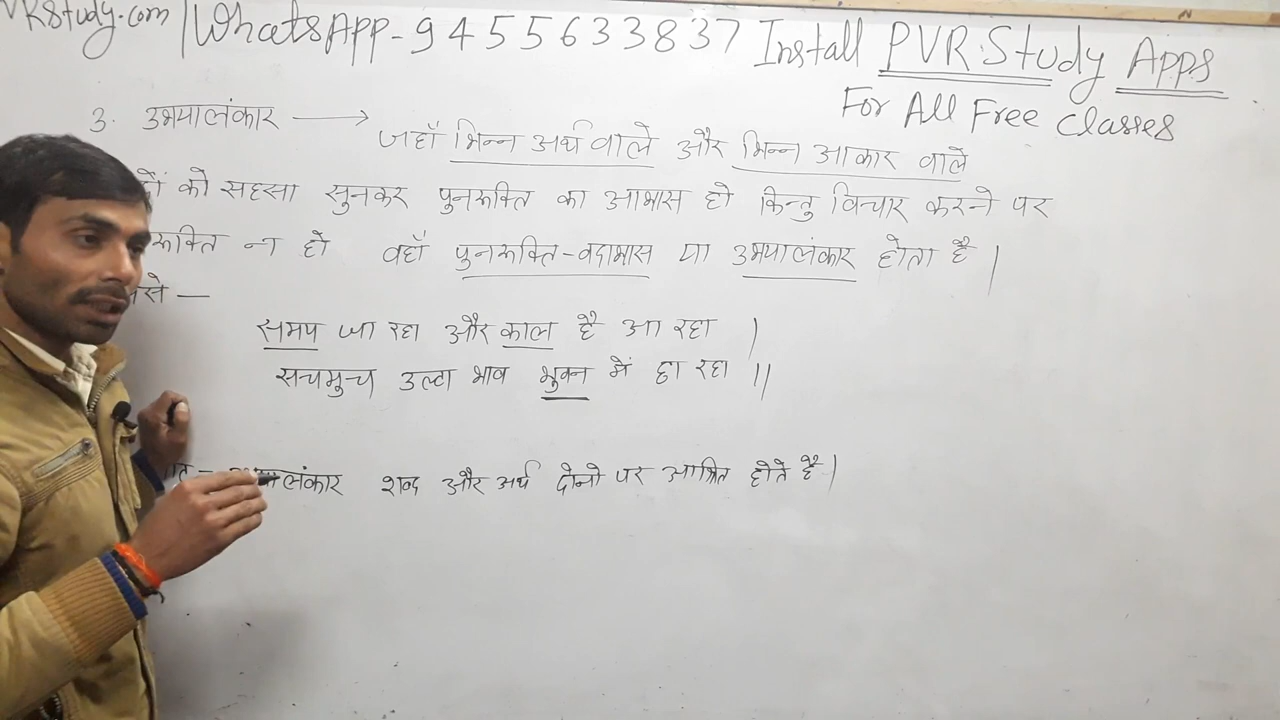 VRStudy.com | WhatsApp - 9455633837 Install PVR Study Apps
For All Free Classes
3. उभयालंकार → जहाँ भिन्न अर्थ वाले और भिन्न आकार वाले
को सहसा सुनकर पुनरुक्ति का आभास हो किन्तु विचार करने पर
न हो वहाँ पुनरुक्ति-वदाभास या उभयालंकार होता है |
समय जा रहा और काल है आ रहा |
सचमुच उल्टा भाव भुवन में छा रहा ||
शब्द और अर्थ दोनो पर आश्रित होते है |